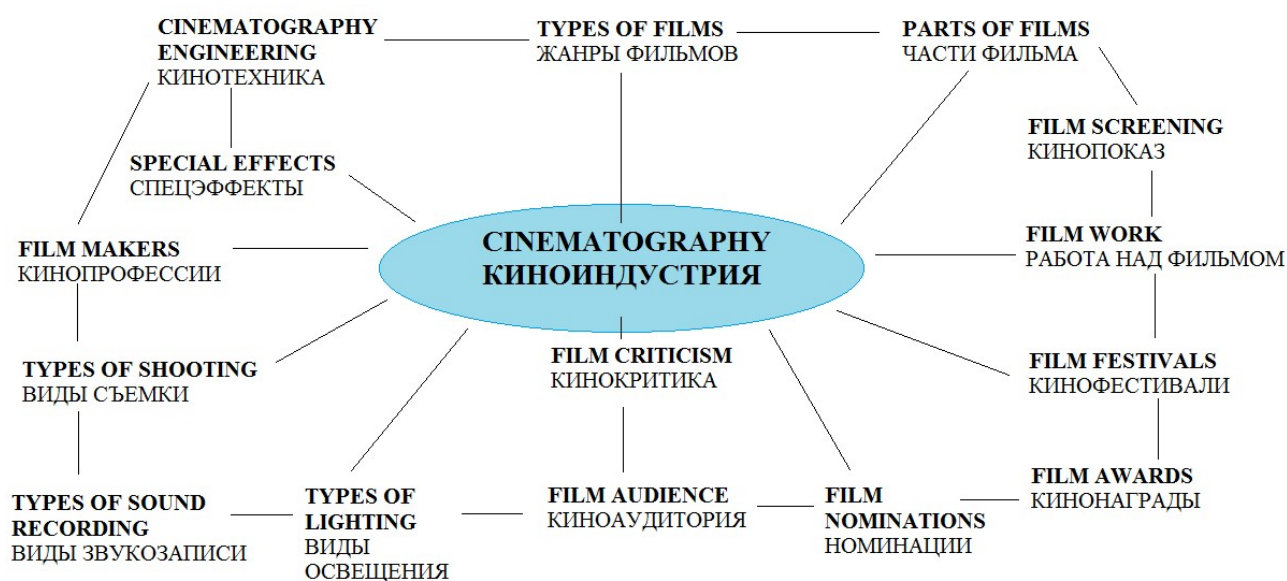 CINEMATOGRAPHY
ENGINEERING
КИНОТЕХНИКА
TYPES OF FILMS
ЖАНРЫ ФИЛЬМОВ
PARTS OF FILMS
ЧАСТИ ФИЛЬМА
FILM SCREENING
КИНОПОКАЗ
SPECIAL EFFECTS
СПЕЦЭФФЕКТЫ
FILM MAKERS
КИНОПРОФЕССИИ
CINEMATOGRAPHY
КИНОИНДУСТРИЯ
FILM WORK
РАБОТА НАД ФИЛЬМОМ
TYPES OF SHOOTING
ВИДЫ СЪЕМКИ
FILM CRITICISM
КИНОКРИТИКА
FILM FESTIVALS
КИНОФЕСТИВАЛИ
TYPES OF SOUND
RECORDING
ВИДЫ ЗВУКОЗАПИСИ
TYPES OF
LIGHTING
ВИДЫ
ОСВЕЩЕНИЯ
FILM AUDIENCE
КИНОАУДИТОРИЯ
FILM
NOMINATIONS
НОМИНАЦИИ
FILM AWARDS
КИНОНАГРАДЫ